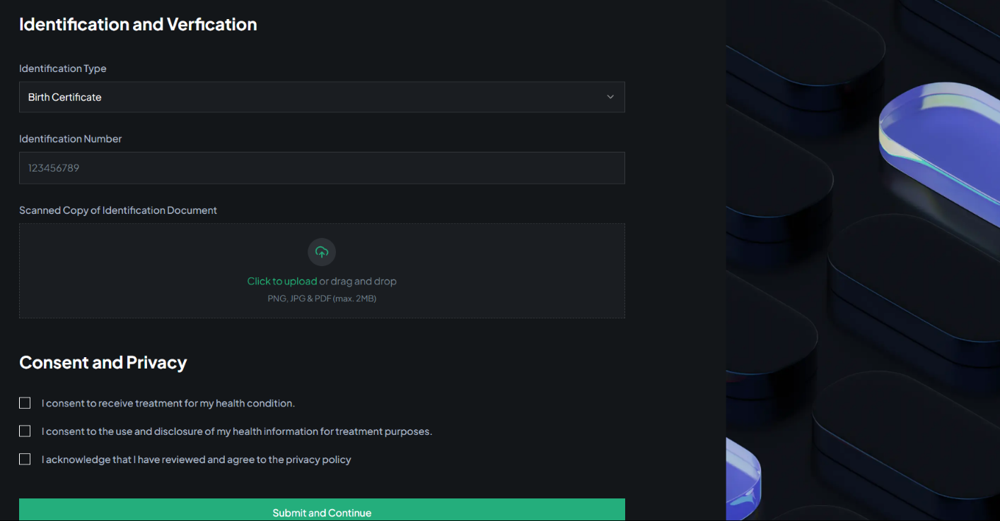 Identification and Verfication
Identification Type
Birth Certificate
Identification Number
123456789
Scanned Copy of Identification Document
Click to upload or drag and drop
PNG, JPG & PDF (max. 2MB)
Consent and Privacy
I consent to receive treatment for my health condition.
I consent to the use and disclosure of my health information for treatment purposes.
I acknowledge that I have reviewed and agree to the privacy policy
Submit and Continue